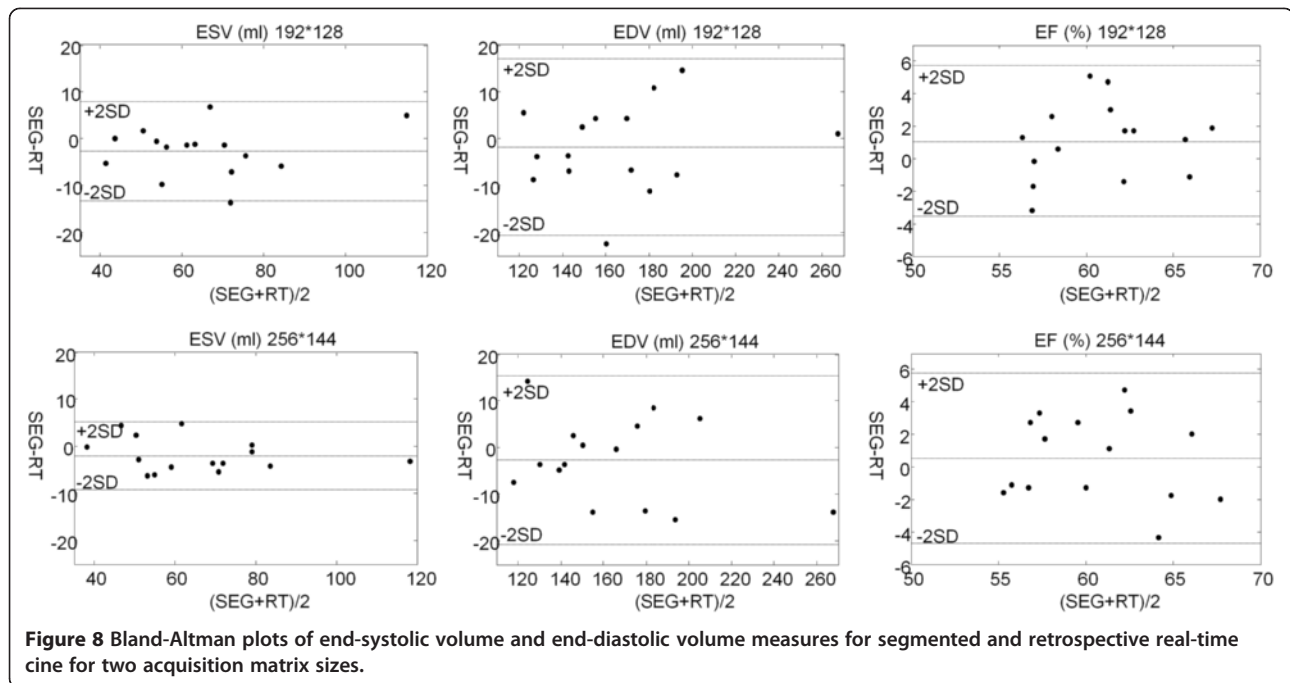 ESV (ml) 192*128
20
10
0
-10
-20
+2SD
-2SD
SEG-RT
40 60 80 100 120
(SEG+RT)/2
EDV (ml) 192*128
20
10
0
-10
-20
+2SD
-2SD
SEG-RT
120 140 160 180 200 220 240 260
(SEG+RT)/2
EF (%) 192*128
6
4
2
0
-2
-4
-6
+2SD
-2SD
SEG-RT
50 55 60 65 70
(SEG+RT)/2
ESV (ml) 256*144
20
10
0
-10
-20
+2SD
-2SD
SEG-RT
40 60 80 100 120
(SEG+RT)/2
EDV (ml) 256*144
20
10
0
-10
-20
+2SD
-2SD
SEG-RT
120 140 160 180 200 220 240 260
(SEG+RT)/2
EF (%) 256*144
6
4
2
0
-2
-4
-6
+2SD
-2SD
SEG-RT
50 55 60 65 70
(SEG+RT)/2
Figure 8 Bland-Altman plots of end-systolic volume and end-diastolic volume measures for segmented and retrospective real-time
cine for two acquisition matrix sizes.